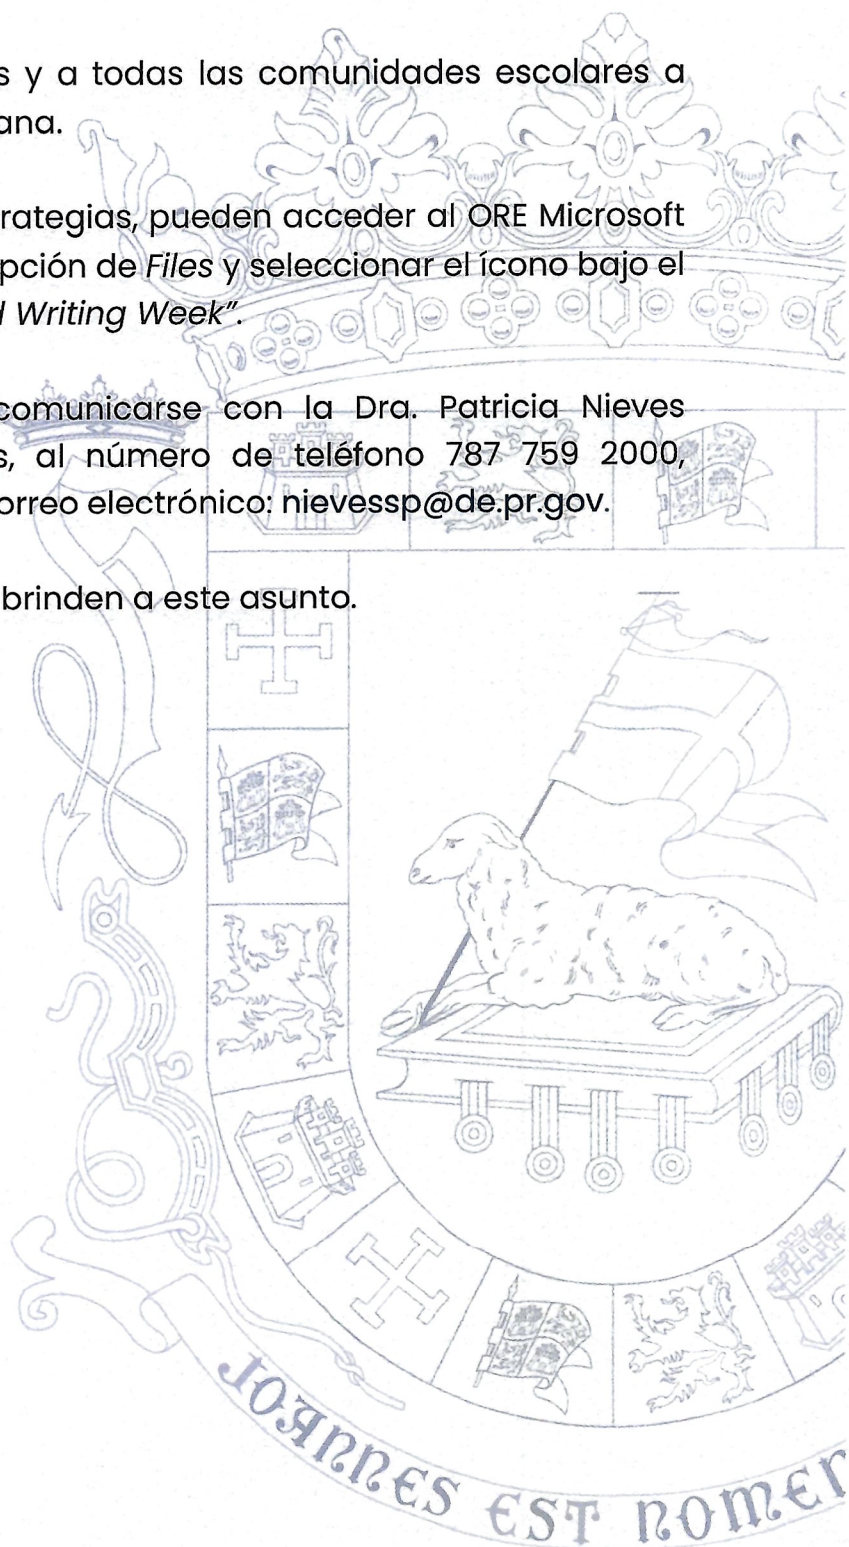 s y a todas las comunidades escolares a
ana.
rategias, pueden acceder al ORE Microsoft
pción de Files y seleccionar el ícono bajo el
Writing Week".
comunicarse con la Dra. Patricia Nieves
s, al número de teléfono 787 759 2000,
orreo electrónico: nievessp@de.pr.gov.
brinden a este asunto.
JOANNES EST NOMEN